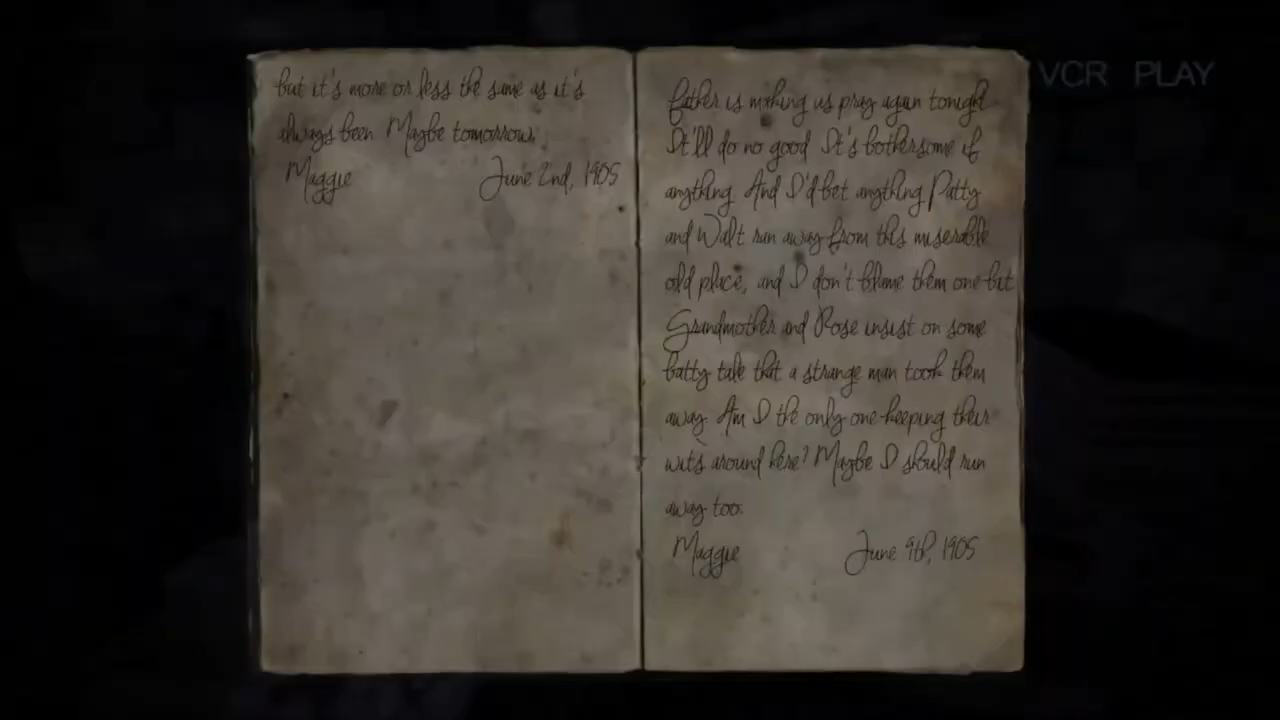 but it's more or less the same as it's
always been Maybe tomorrow.
Maggie June 2nd, 1905
Father is making us pray again tonight
It'll do no good It's bothersome if
anything. And I'd bet anything Patty
and Walt run away from this miserable
old place, and I don't blame them one bit
Grandmother and Rose insist on some
batty tale that a strange man took them
away. Am I the only one keeping their
wits around here? Maybe I should run
away too.
Maggie June 9th, 1905
VCR PLAY